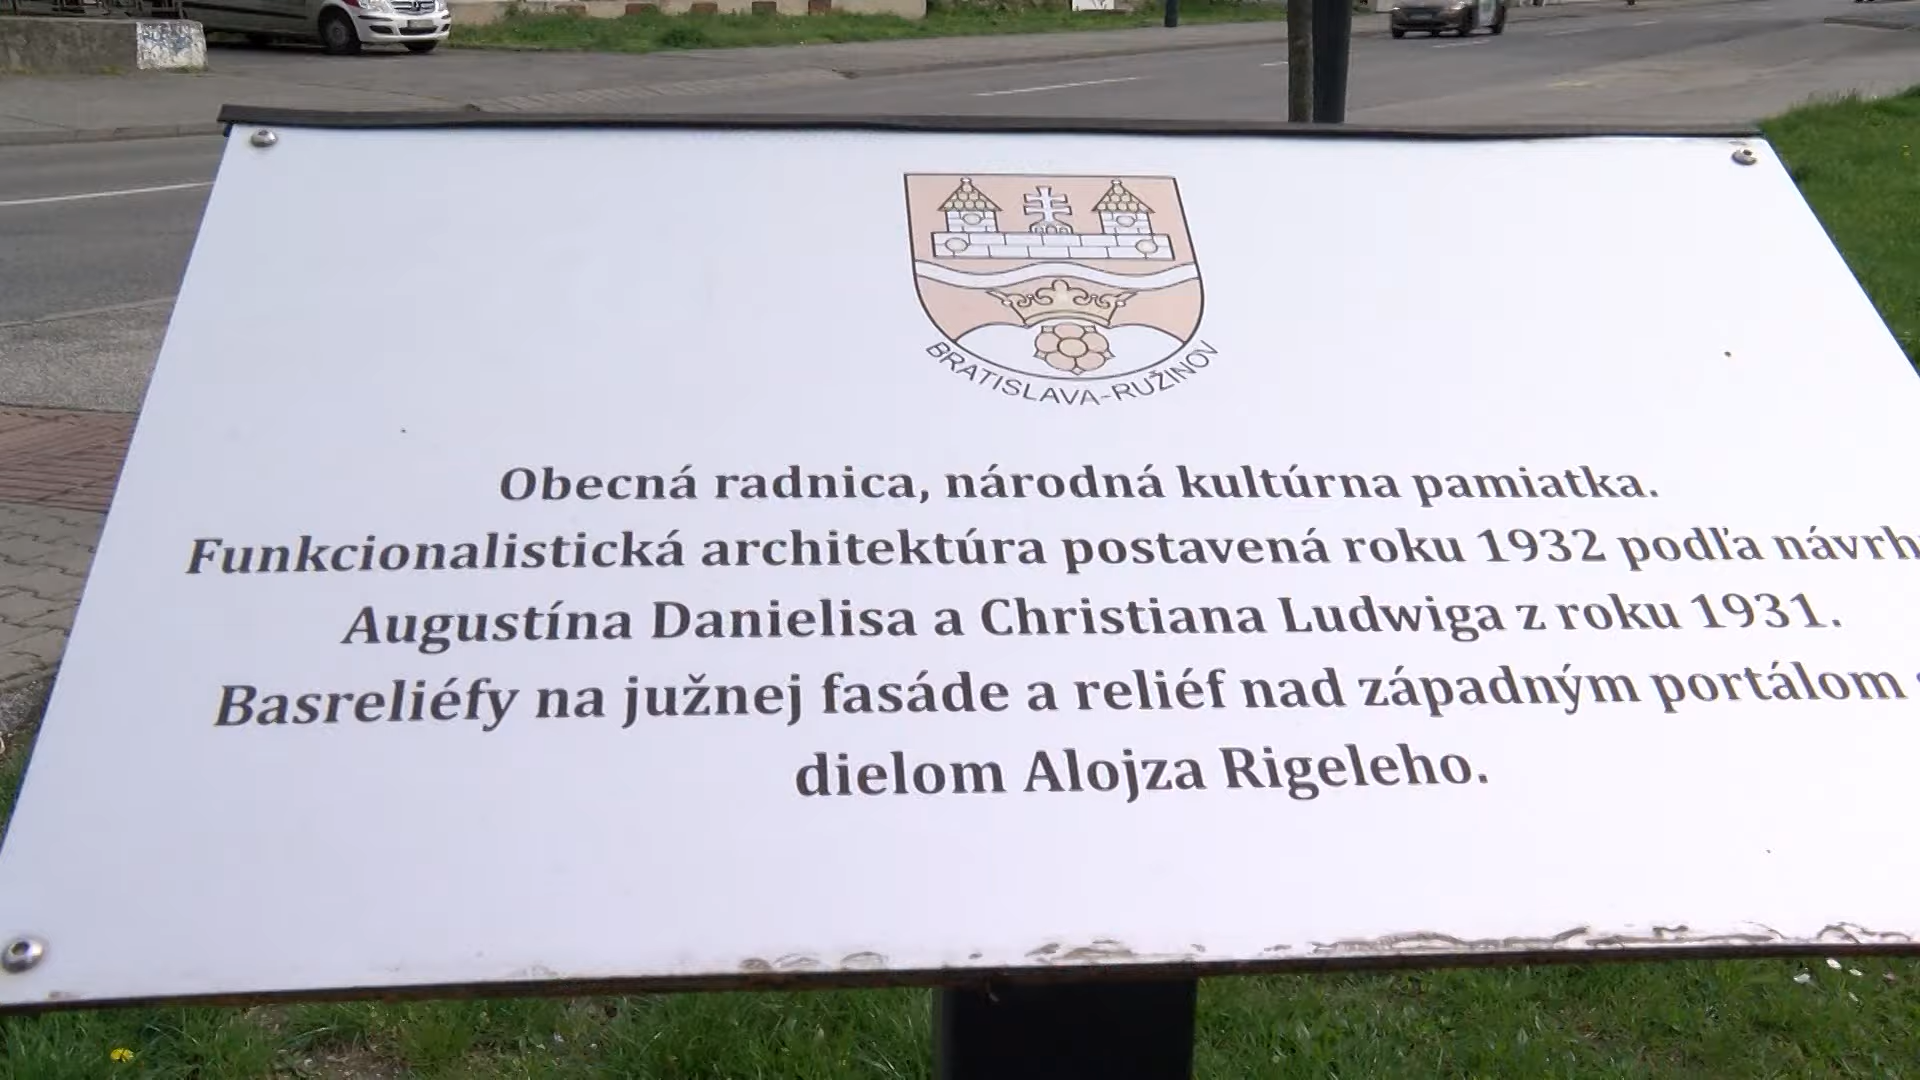 BRATISLAVA-RUŽINOV
Obecná radnica, národná kultúrna pamiatka.
Funkcionalistická architektúra postavená roku 1932 podľa návrh
Augustína Danielisa a Christiana Ludwiga z roku 1931.
Basreliéfy na južnej fasáde a reliéf nad západným portálom
dielom Alojza Rigeleho.